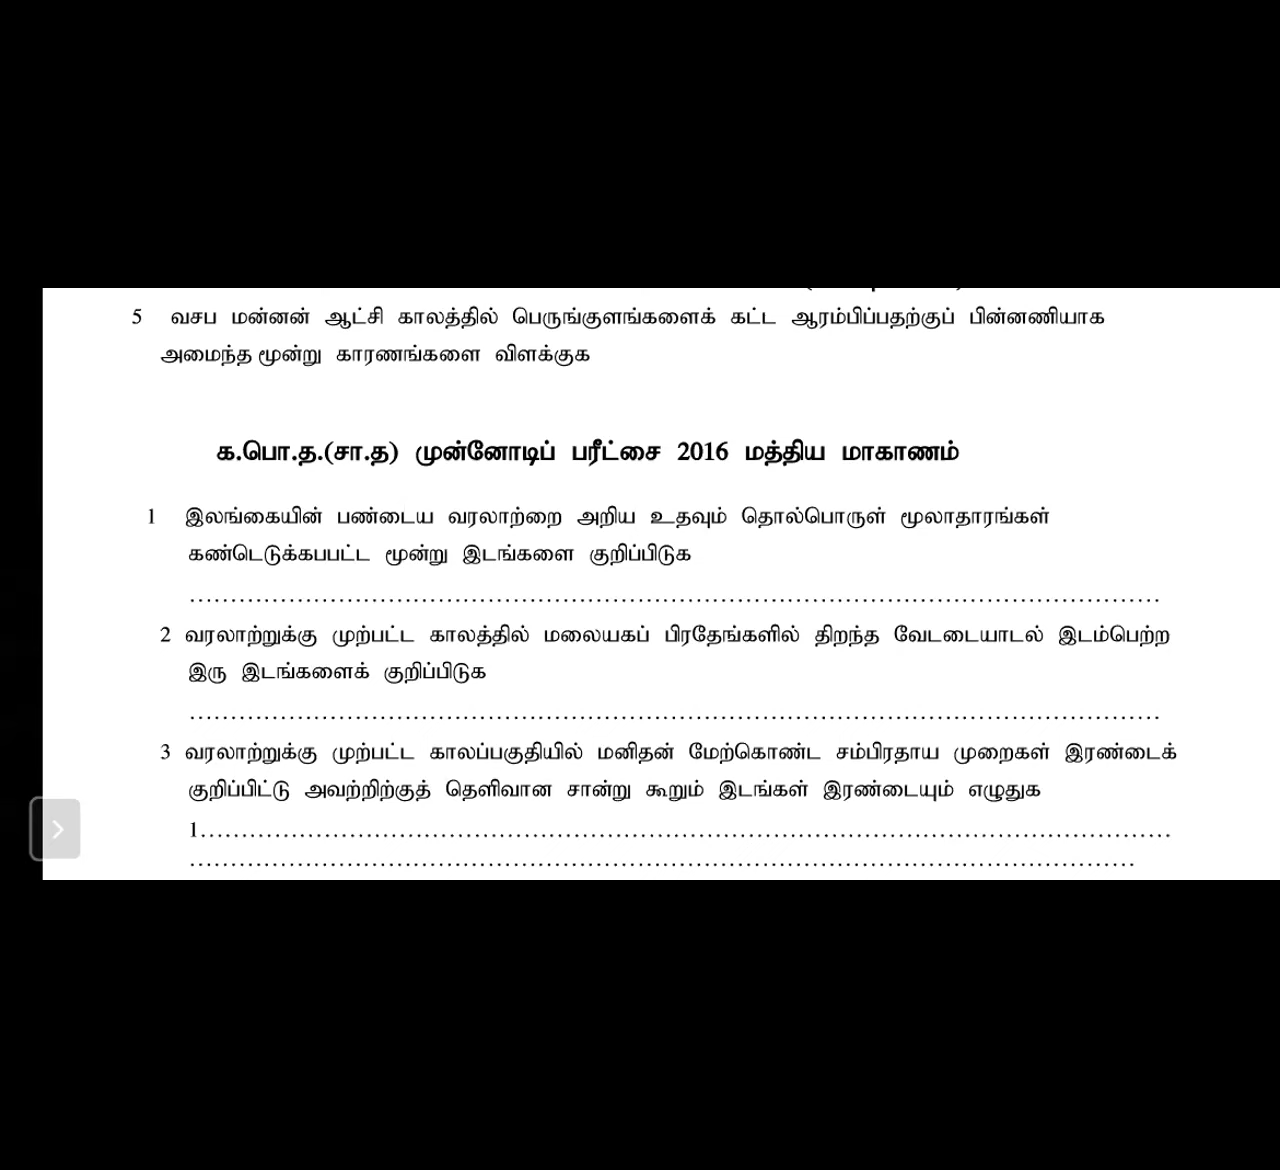 5 வசப மன்னன் ஆட்சி காலத்தில் பெருங்குளங்களைக் கட்ட ஆரம்பிப்பதற்குப் பின்னணியாக
அமைந்த மூன்று காரணங்களை விளக்குக
க.பொ.த.(சா.த) முன்னோடிப் பரீட்சை 2016 மத்திய மாகாணம்
1 இலங்கையின் பண்டைய வரலாற்றை அறிய உதவும் தொல்பொருள் மூலாதாரங்கள்
கண்டெடுக்கபபட்ட மூன்று இடங்களை குறிப்பிடுக
........................................................................................................................
2 வரலாற்றுக்கு முற்பட்ட காலத்தில் மலையகப் பிரதேங்களில் திறந்த வேடடையாடல் இடம்பெற்ற
இரு இடங்களைக் குறிப்பிடுக
........................................................................................................................
3 வரலாற்றுக்கு முற்பட்ட காலப்பகுதியில் மனிதன் மேற்கொண்ட சம்பிரதாய முறைகள் இரண்டைக்
குறிப்பிட்டு அவற்றிற்குத் தெளிவான சான்று கூறும் இடங்கள் இரண்டையும் எழுதுக
1........................................................................................................................
.....................................................................................................................